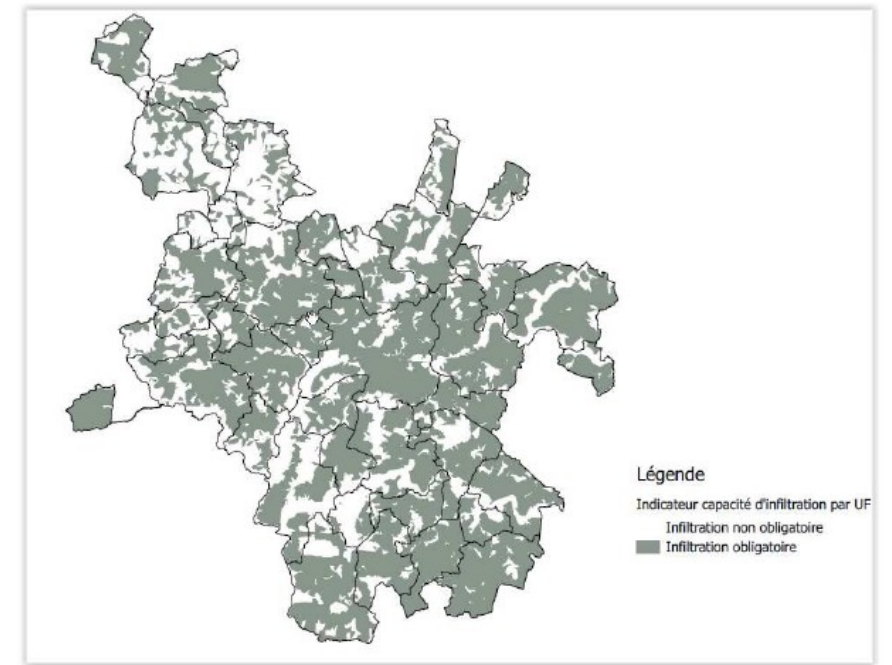 Légende
Indicateur capacité d'infiltration par UF
Infiltration non obligatoire
Infiltration obligatoire